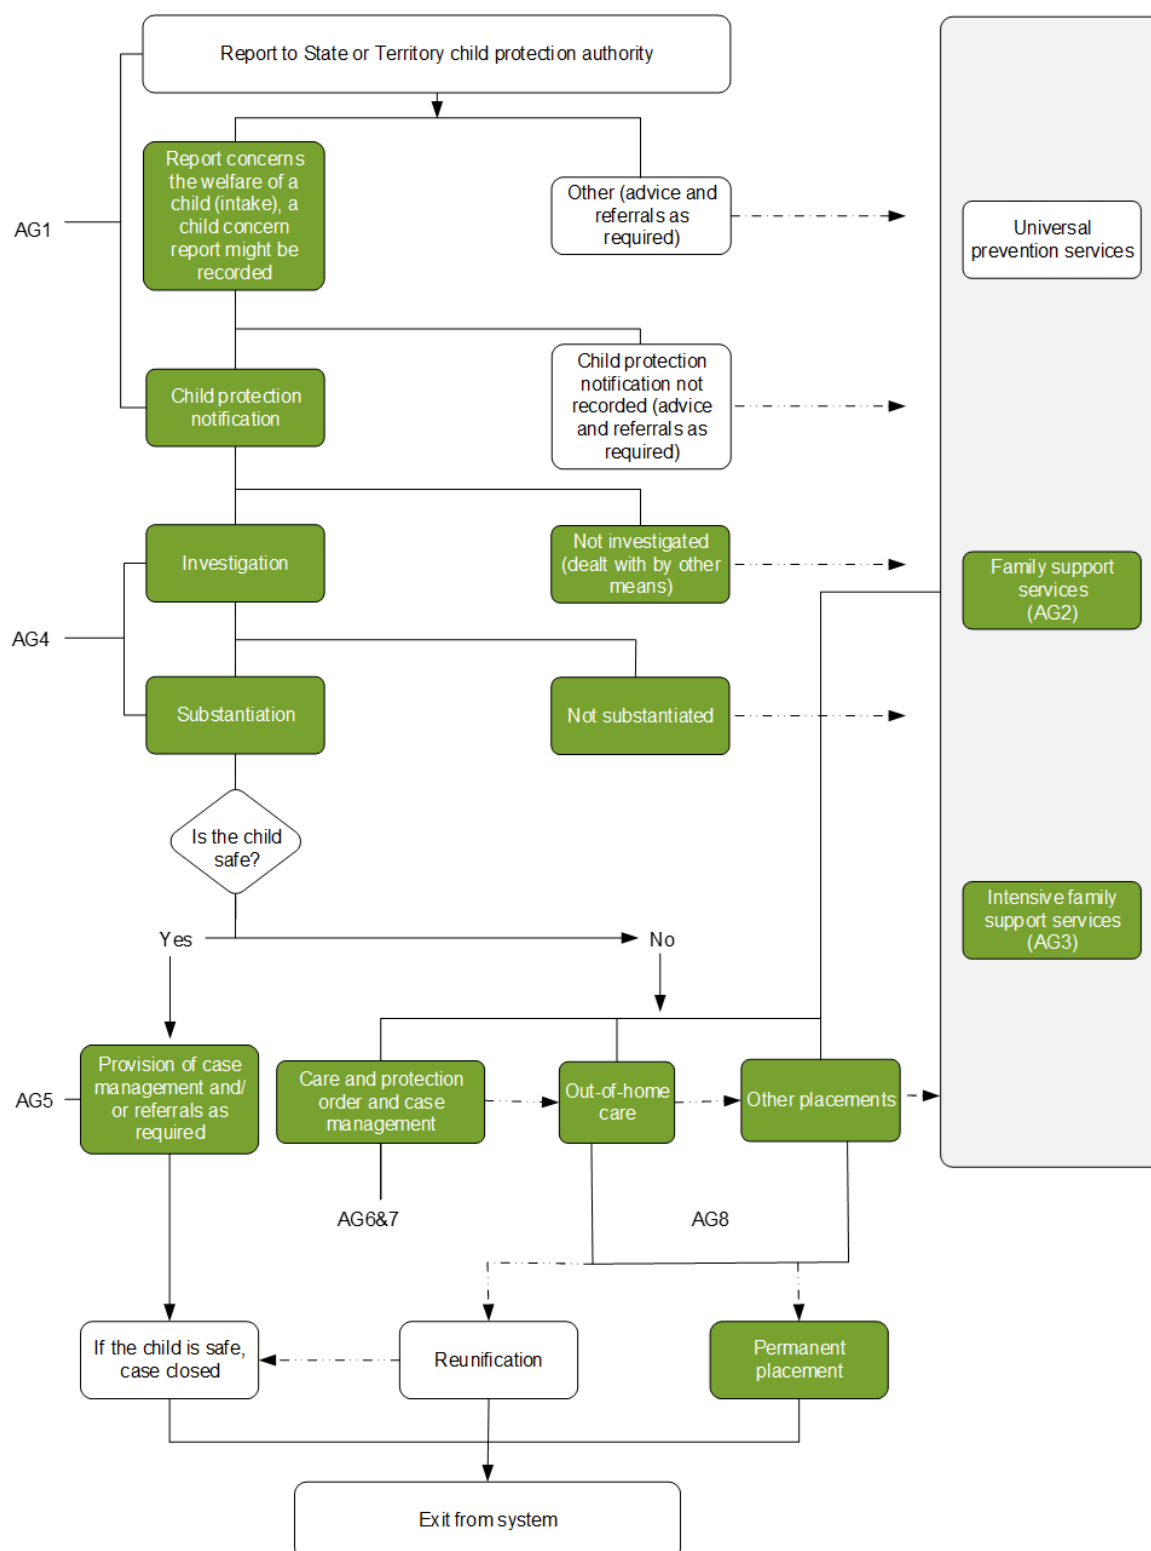 Report to State or Territory child protection authority
Report concerns
the welfare of a
child (intake), a
child concern
report might be
recorded
Other (advice and
referrals as
required)
Universal
prevention services
AG1
Child protection
notification
Child protection
notification not
recorded (advice
and referrals as
required)
Investigation
Not investigated
(dealt with by other
means)
Family support
services
(AG2)
AG4
Substantiation
Not substantiated
Is the child
safe?
Intensive family
support services
(AG3)
Yes
No
AG5
Provision of case
management and/
or referrals as
required
Care and protection
order and case
management
Out-of-home
care
Other placements
AG6&7
AG8
If the child is safe,
case closed
Reunification
Permanent
placement
Exit from system